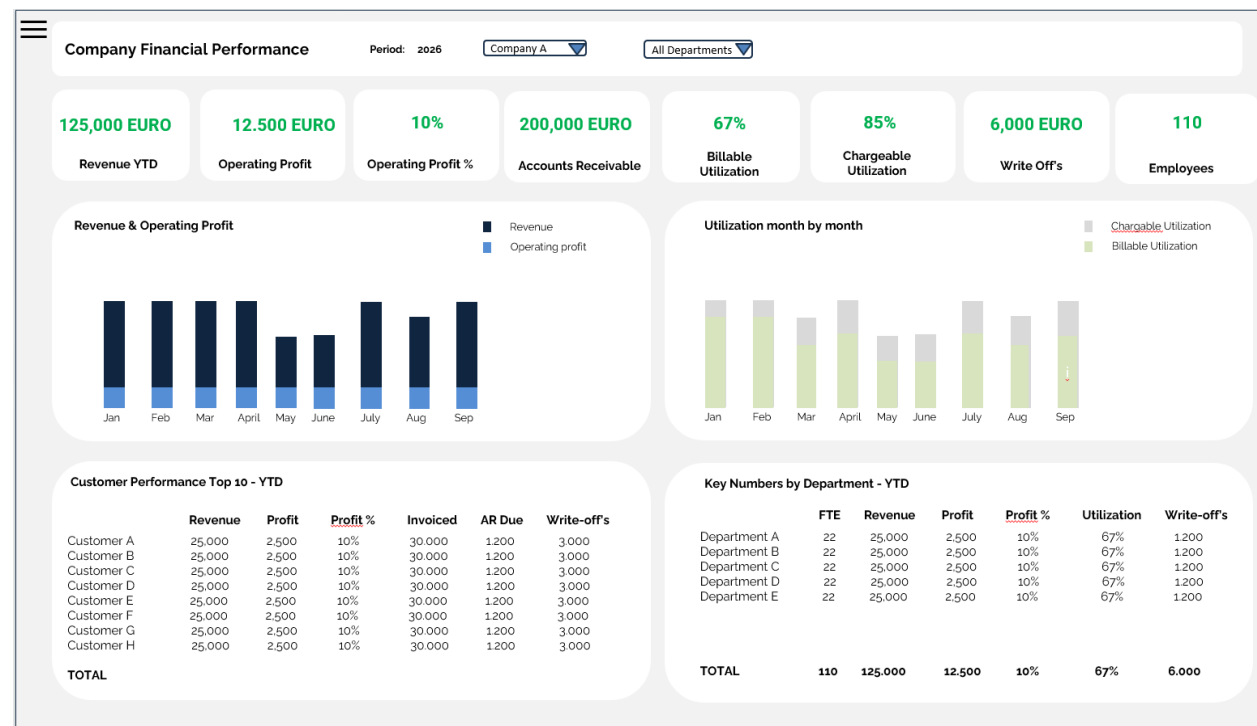 Company Financial Performance Period: 2026 Company A All Departments
125,000 EURO 12.500 EURO 10% 200,000 EURO 67% 85% 6,000 EURO 110
Revenue YTD Operating Profit Operating Profit % Accounts Receivable Billable Utilization Chargeable Utilization Write Off's Employees
Revenue & Operating Profit
Revenue
Operating profit
Jan Feb Mar April May June July Aug Sep
Utilization month by month
Chargable Utilization
Billable Utilization
i
Jan Feb Mar April May June July Aug Sep
Customer Performance Top 10 - YTD
Revenue Profit Profit % Invoiced AR Due Write-off's
Customer A 25,000 2,500 10% 30.000 1.200 3.000
Customer B 25,000 2,500 10% 30.000 1.200 3.000
Customer C 25,000 2,500 10% 30.000 1.200 3.000
Customer D 25,000 2,500 10% 30.000 1.200 3.000
Customer E 25,000 2,500 10% 30.000 1.200 3.000
Customer F 25,000 2,500 10% 30.000 1.200 3.000
Customer G 25,000 2,500 10% 30.000 1.200 3.000
Customer H 25,000 2,500 10% 30.000 1.200 3.000
TOTAL
Key Numbers by Department - YTD
FTE Revenue Profit Profit % Utilization Write-off's
Department A 22 25,000 2,500 10% 67% 1.200
Department B 22 25,000 2,500 10% 67% 1.200
Department C 22 25,000 2,500 10% 67% 1.200
Department D 22 25,000 2,500 10% 67% 1.200
Department E 22 25,000 2,500 10% 67% 1.200
TOTAL 110 125.000 12.500 10% 67% 6.000